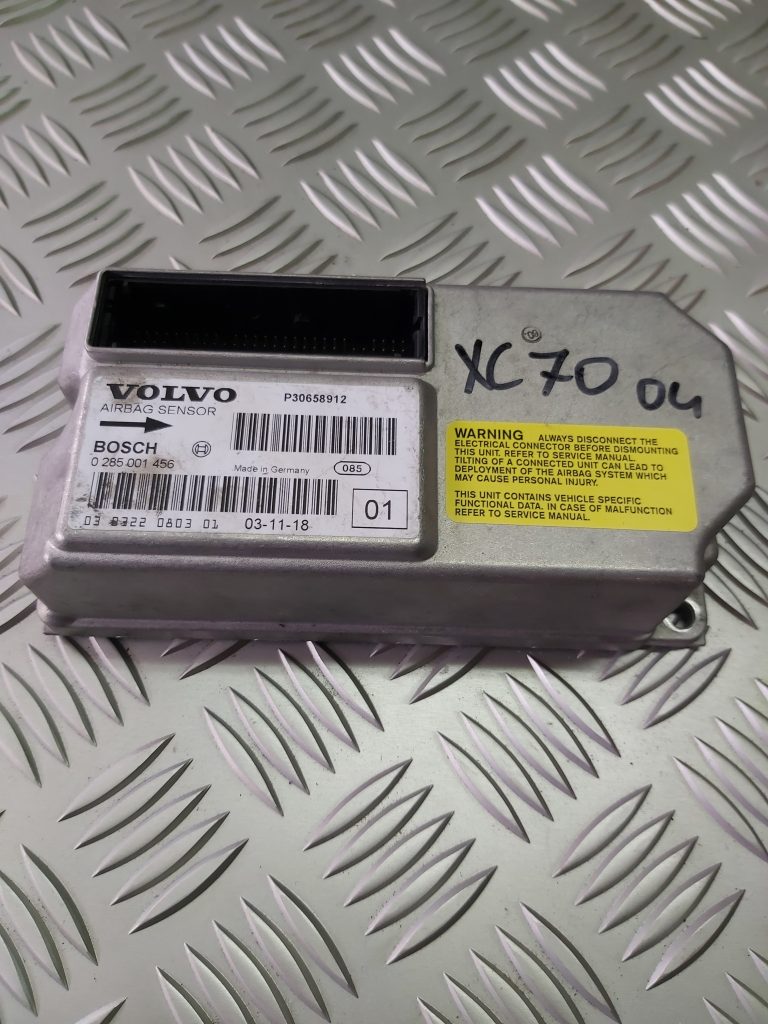 VOLVO
AIRBAG SENSOR
P30658912
BOSCH
0 285 001 456
Made in Germany
085
03-11-18
01
XC 70 04
WARNING ALWAYS DISCONNECT THE
ELECTRICAL CONNECTOR BEFORE DISMOUNTING
THIS UNIT. REFER TO SERVICE MANUAL.
TILTING OF A CONNECTED UNIT CAN LEAD TO
DEPLOYMENT OF THE AIRBAG SYSTEM WHICH
MAY CAUSE PERSONAL INJURY.
THIS UNIT CONTAINS VEHICLE SPECIFIC
FUNCTIONAL DATA. IN CASE OF MALFUNCTION
REFER TO SERVICE MANUAL.